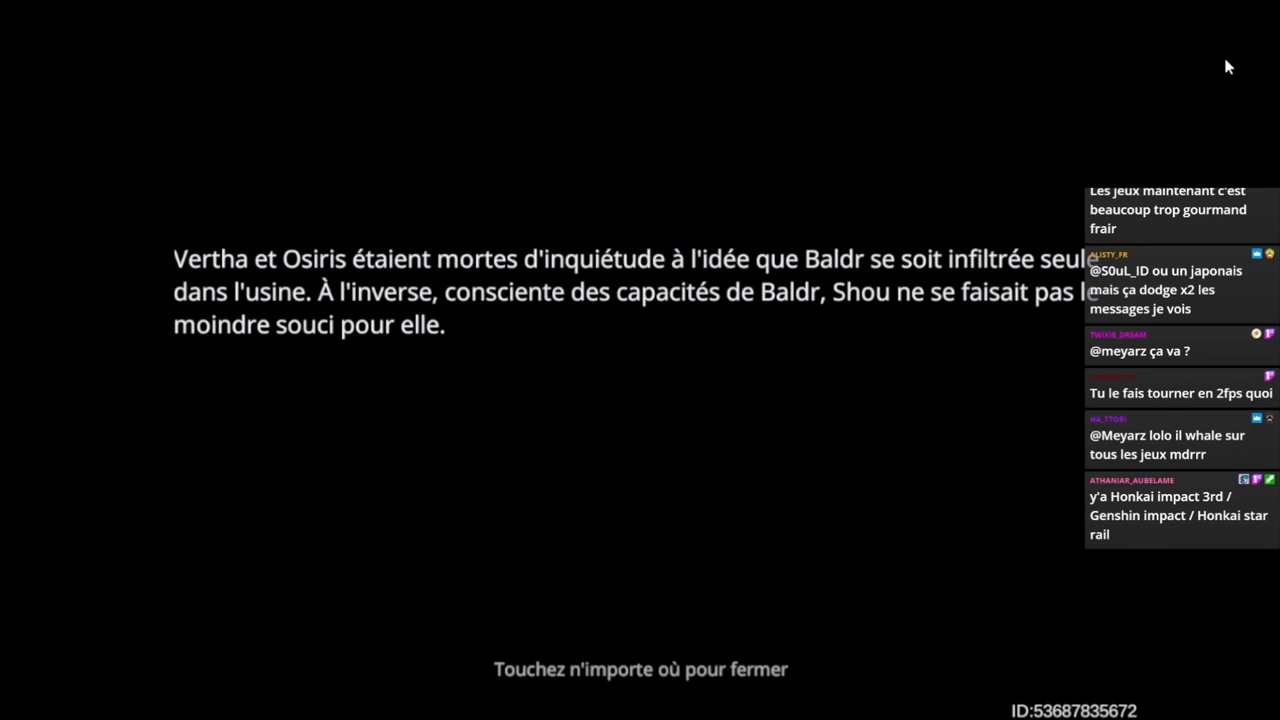 Vertha et Osiris étaient mortes d'inquiétude à l'idée que Baldr se soit infiltrée seule
dans l'usine. À l'inverse, consciente des capacités de Baldr, Shou ne se faisait pas le
moindre souci pour elle.
Touchez n'importe où pour fermer
ID:53687835672
Les jeux maintenant c'est
beaucoup trop gourmand
frair
ALISTY_FR
@S0uL_ID ou un japonais
mais ça dodge x2 les
messages je vois
TWIXIE_DREAM
@meyarz ça va ?
Tu le fais tourner en 2fps quoi
HA_TTORI
@Meyarz lolo il whale sur
tous les jeux mdrrr
ATHANIAR_AUBELAME
y'a Honkai impact 3rd /
Genshin impact / Honkai star
rail